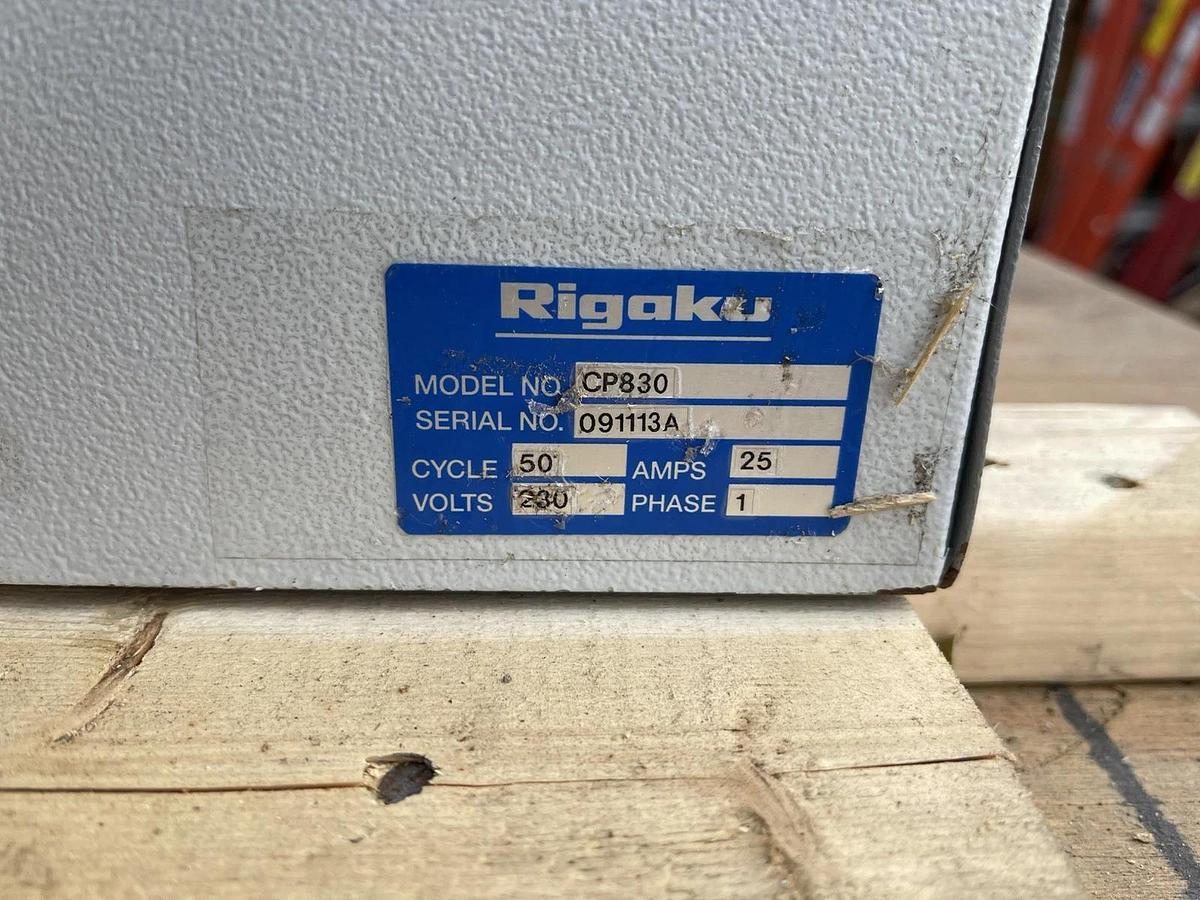 Rigaku
MODEL NO. CP830
SERIAL NO. 091113A
CYCLE 50 AMPS 25
VOLTS 230 PHASE 1